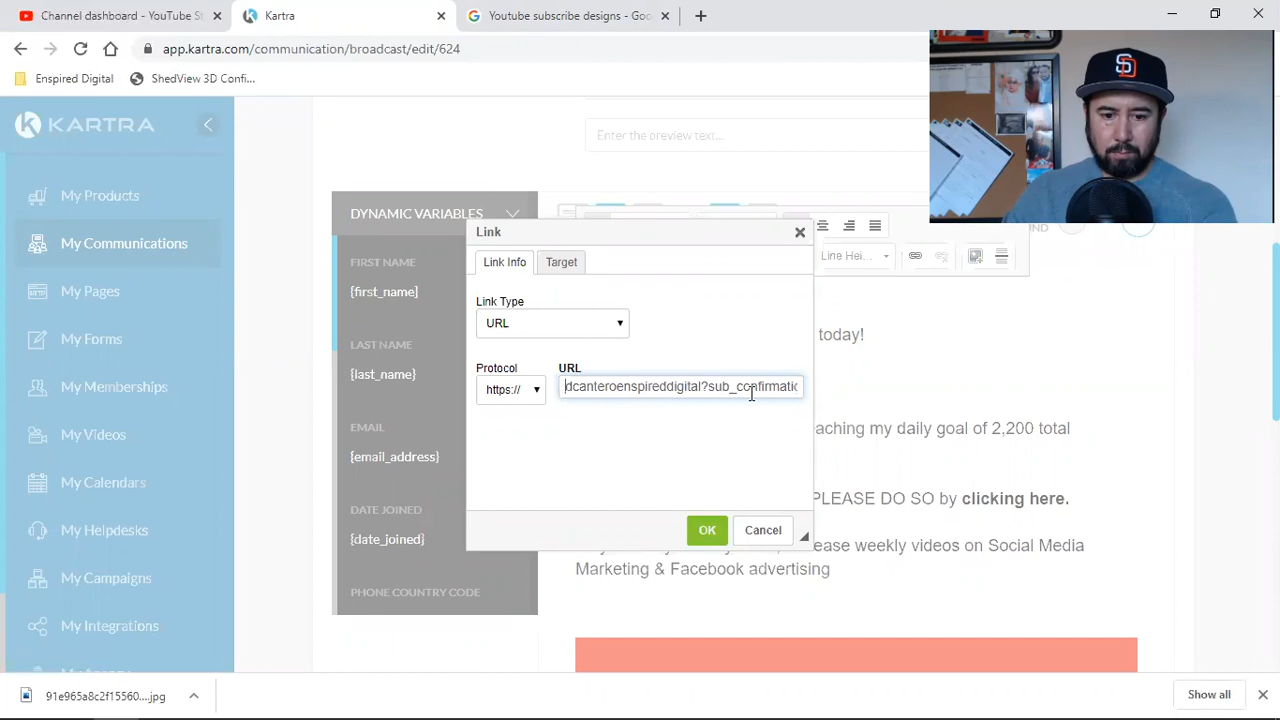 Channel dashboard - YouTube St
Kartra
Youtube subscribe designs - Goo
app.kartra.com/communication/broadcast/edit/624
Enspired Digital
ShedView 3D Confi...
KARTRA
Enter the preview text...
My Products
My Communications
My Pages
My Forms
My Memberships
My Videos
My Calendars
My Helpdesks
My Campaigns
My Integrations
DYNAMIC VARIABLES
FIRST NAME
{first_name}
LAST NAME
{last_name}
EMAIL
{email_address}
DATE JOINED
{date_joined}
PHONE COUNTRY CODE
Link
Link Info
Target
Link Type
URL
Protocol
URL
https://
dcanteroenspireddigital?sub_confirmatic
OK
Cancel
Line Hei...
today!
aching my daily goal of 2,200 total
PLEASE DO SO by clicking here.
ease weekly videos on Social Media
Marketing & Facebook advertising
SD
91e965a8c2f15560....jpg
Show all